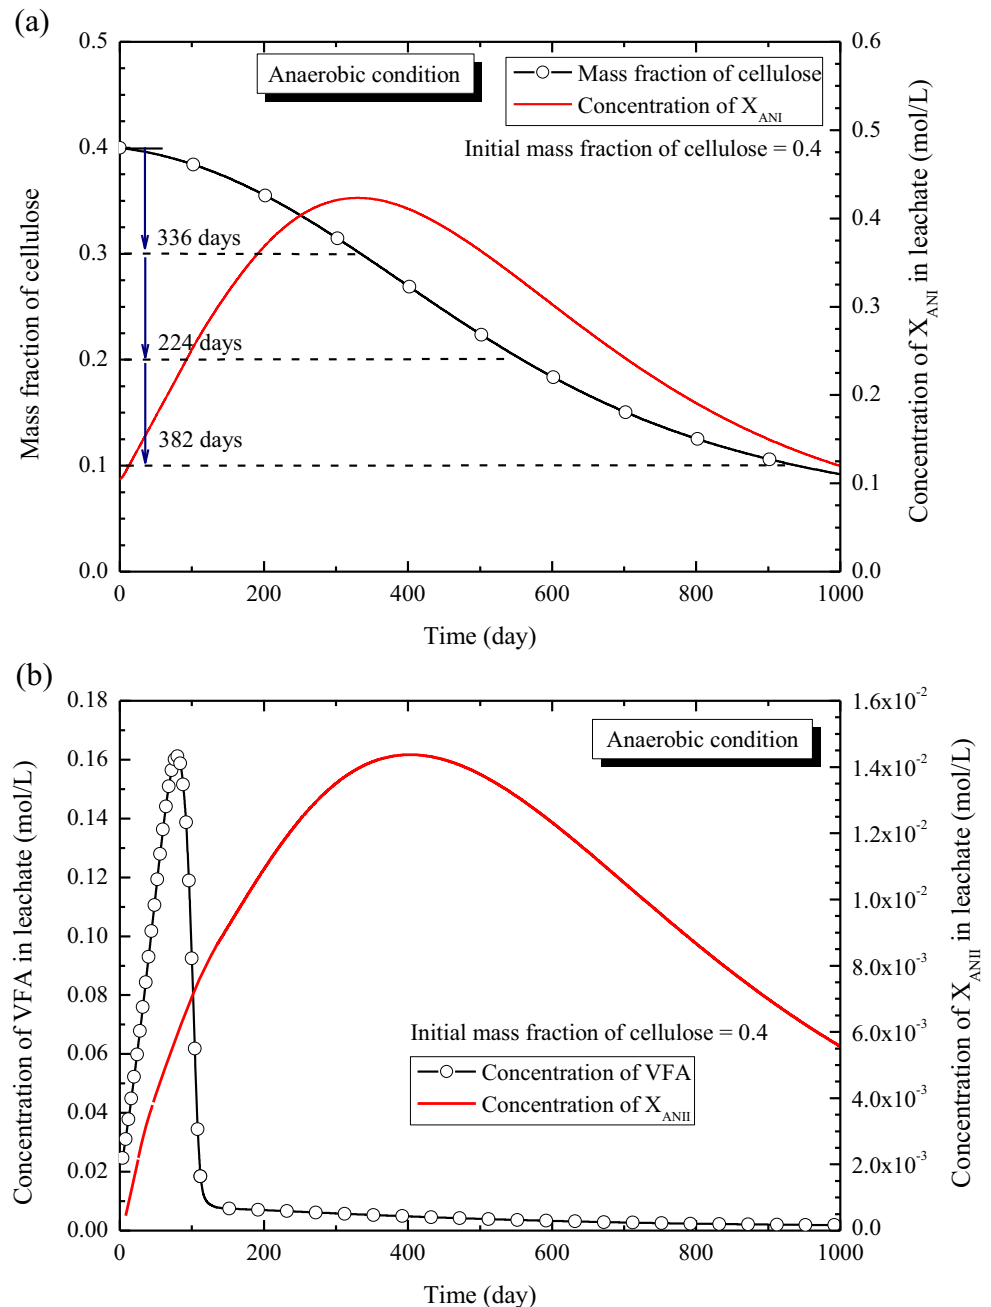 (a)
0.5
0.4
0.3
0.2
0.1
0.0
Mass fraction of cellulose
Anaerobic condition
Mass fraction of cellulose
Concentration of X_ANI
Initial mass fraction of cellulose = 0.4
336 days
224 days
382 days
0.6
0.5
0.4
0.3
0.2
0.1
0.0
Concentration of X_ANI in leachate (mol/L)
0 200 400 600 800 1000
Time (day)
(b)
0.18
0.16
0.14
0.12
0.10
0.08
0.06
0.04
0.02
0.00
Concentration of VFA in leachate (mol/L)
Anaerobic condition
Initial mass fraction of cellulose = 0.4
Concentration of VFA
Concentration of X_ANII
1.6x10⁻²
1.4x10⁻²
1.2x10⁻²
1.0x10⁻²
8.0x10⁻³
6.0x10⁻³
4.0x10⁻³
2.0x10⁻³
0.0
Concentration of X_ANII in leachate (mol/L)
0 200 400 600 800 1000
Time (day)